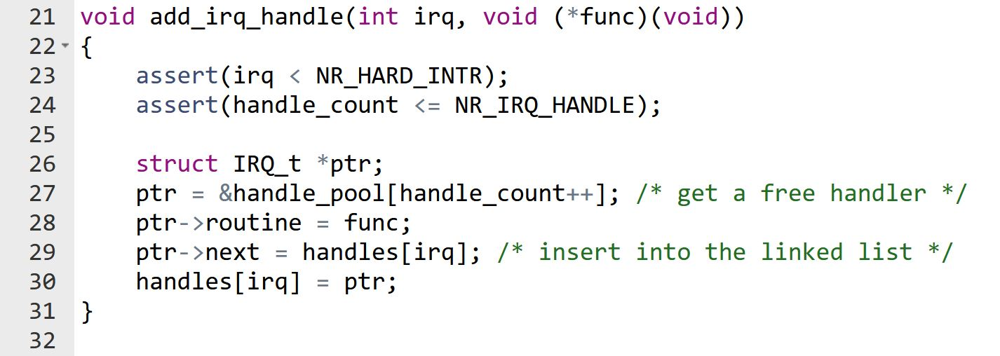 21 void add_irq_handle(int irq, void (*func)(void))
22 {
23     assert(irq < NR_HARD_INTR);
24     assert(handle_count <= NR_IRQ_HANDLE);
25
26     struct IRQ_t *ptr;
27     ptr = &handle_pool[handle_count++]; /* get a free handler */
28     ptr->routine = func;
29     ptr->next = handles[irq]; /* insert into the linked list */
30     handles[irq] = ptr;
31 }
32